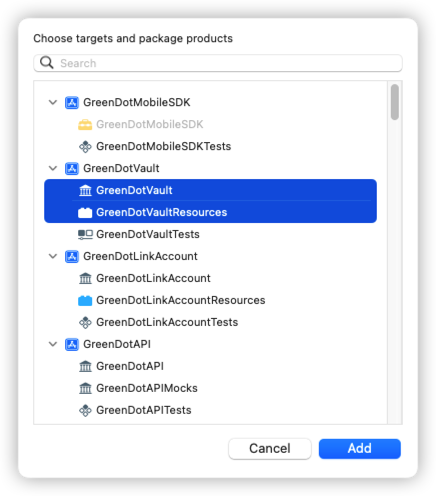 Choose targets and package products
Search
GreenDotMobileSDK
GreenDotMobileSDK
GreenDotMobileSDKTests
GreenDotVault
GreenDotVault
GreenDotVaultResources
GreenDotVaultTests
GreenDotLinkAccount
GreenDotLinkAccount
GreenDotLinkAccountResources
GreenDotLinkAccountTests
GreenDotAPI
GreenDotAPI
GreenDotAPIMocks
GreenDotAPITests
Cancel Add